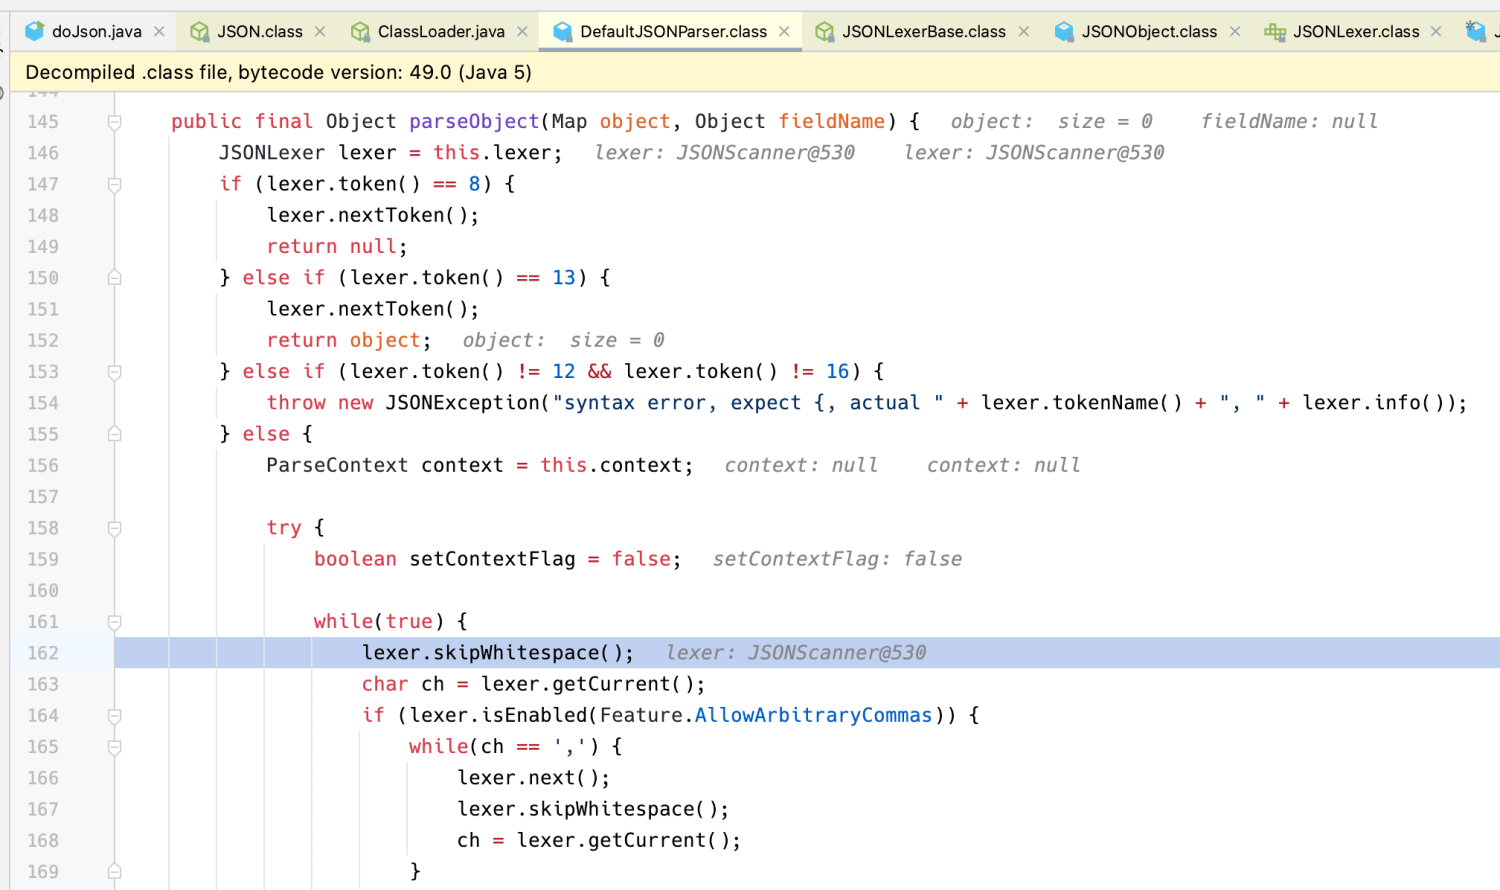 doJson.java × JSON.class × ClassLoader.java × DefaultJSONParser.class × JSONLexerBase.class × JSONObject.class × JSONLexer.class ×
Decompiled .class file, bytecode version: 49.0 (Java 5)
144
145 public final Object parseObject(Map object, Object fieldName) { object: size = 0 fieldName: null
146 JSONLexer lexer = this.lexer; lexer: JSONScanner@530 lexer: JSONScanner@530
147 if (lexer.token() == 8) {
148 lexer.nextToken();
149 return null;
150 } else if (lexer.token() == 13) {
151 lexer.nextToken();
152 return object; object: size = 0
153 } else if (lexer.token() != 12 && lexer.token() != 16) {
154 throw new JSONException("syntax error, expect {, actual " + lexer.tokenName() + ", " + lexer.info());
155 } else {
156 ParseContext context = this.context; context: null context: null
157
158 try {
159 boolean setContextFlag = false; setContextFlag: false
160
161 while(true) {
162 lexer.skipWhitespace(); lexer: JSONScanner@530
163 char ch = lexer.getCurrent();
164 if (lexer.isEnabled(Feature.AllowArbitraryCommas)) {
165 while(ch == ',') {
166 lexer.next();
167 lexer.skipWhitespace();
168 ch = lexer.getCurrent();
169 }